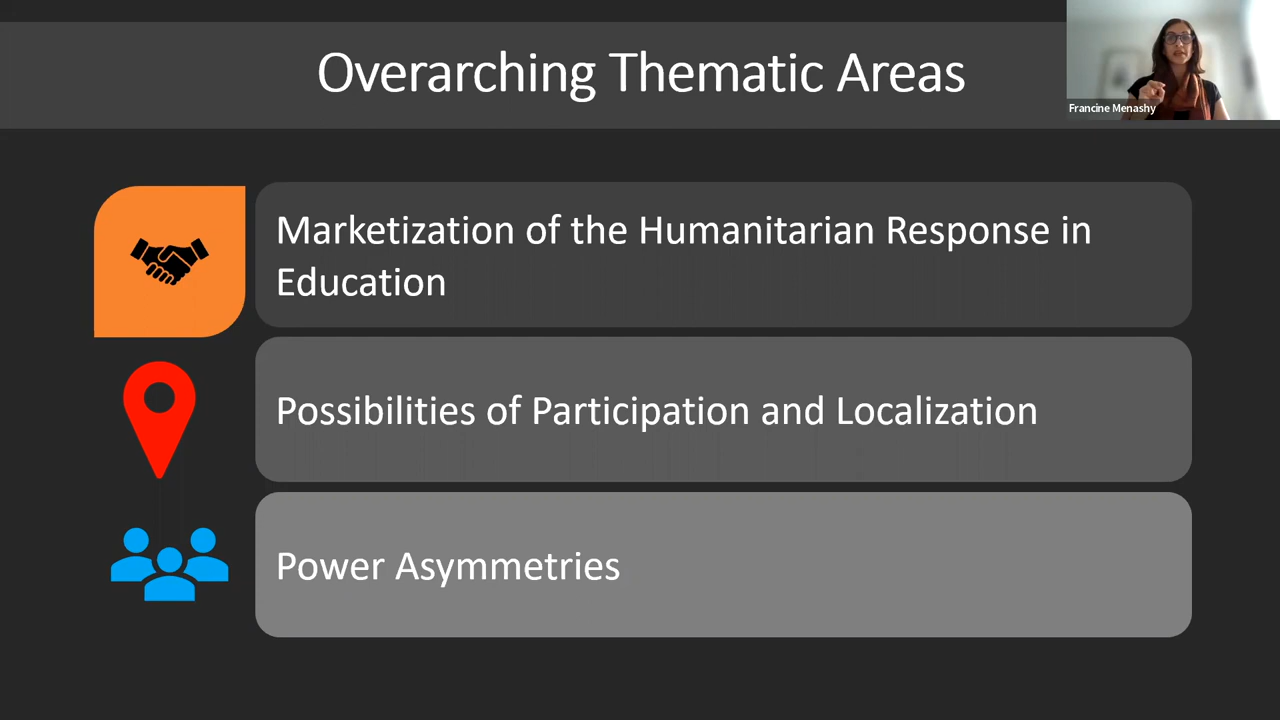 Overarching Thematic Areas
Francine Menashy
Marketization of the Humanitarian Response in
Education
Possibilities of Participation and Localization
Power Asymmetries